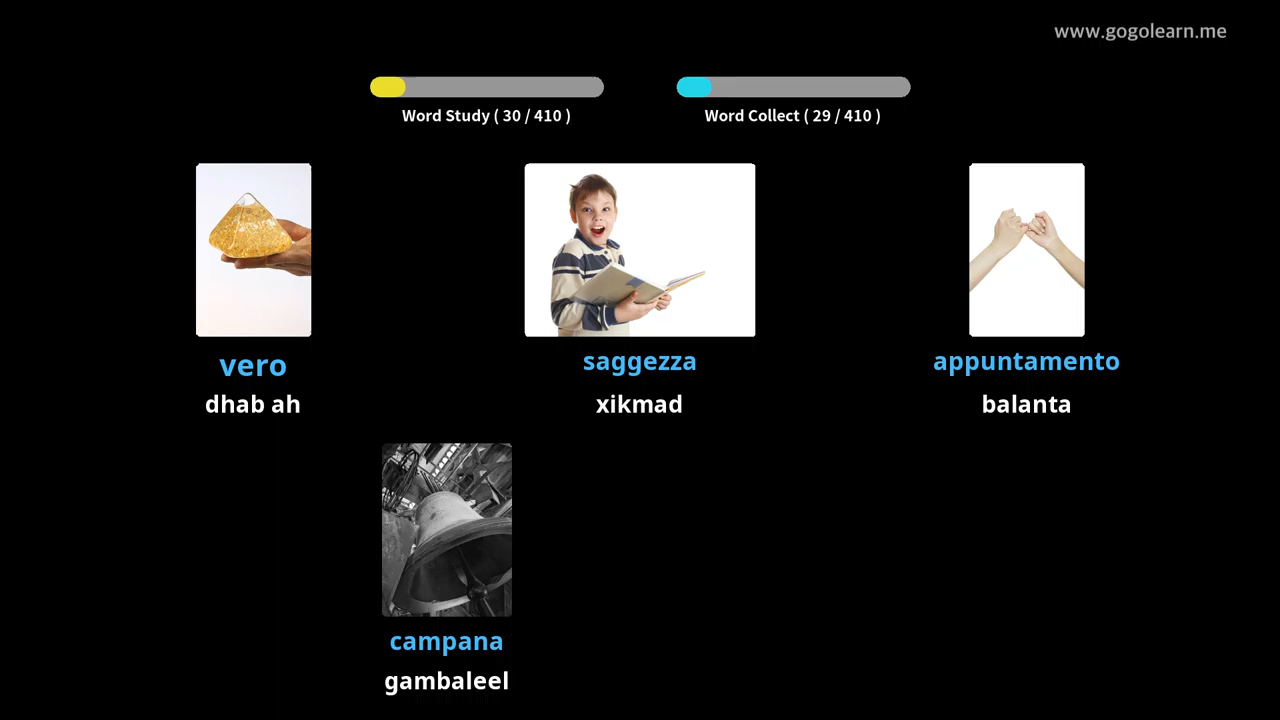 www.gogolearn.me
Word Study ( 30 / 410 )
Word Collect ( 29 / 410 )
vero
saggezza
appuntamento
dhab ah
xikmad
balanta
campana
gambaleel